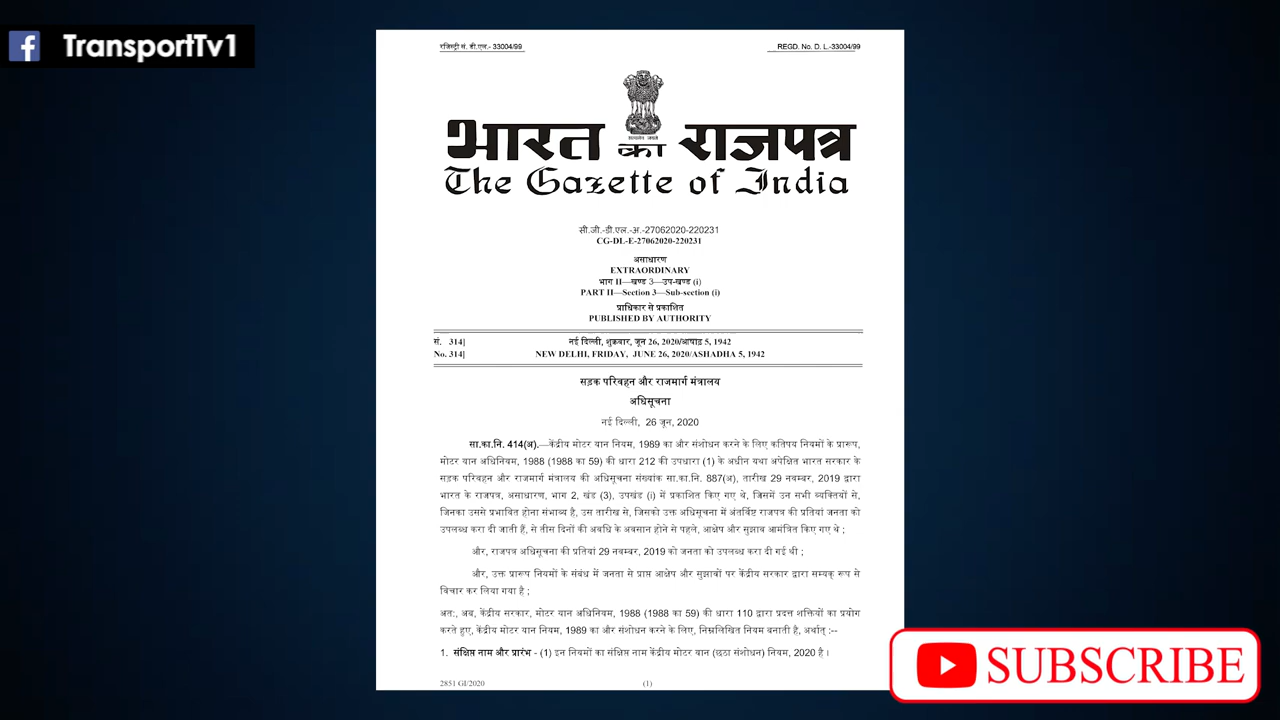 TransportTv1
रजिस्ट्री सं. डी.एल.- 33004/99
REGD. No. D. L.-33004/99
सत्यमेव जयते
भारत का राजपत्र
The Gazette of India
सी.जी.-डी.एल.-अ.-27062020-220231
CG-DL-E-27062020-220231
असाधारण
EXTRAORDINARY
भाग II—खण्ड 3—उप-खण्ड (i)
PART II—Section 3—Sub-section (i)
प्राधिकार से प्रकाशित
PUBLISHED BY AUTHORITY
सं. 314] नई दिल्ली, शुक्रवार, जून 26, 2020/आषाढ़ 5, 1942
No. 314] NEW DELHI, FRIDAY, JUNE 26, 2020/ASHADHA 5, 1942
सड़क परिवहन और राजमार्ग मंत्रालय
अधिसूचना
नई दिल्ली, 26 जून, 2020
सा.का.नि. 414(अ).—केंद्रीय मोटर यान नियम, 1989 का और संशोधन करने के लिए कतिपय नियमों के प्रारूप,
मोटर यान अधिनियम, 1988 (1988 का 59) की धारा 212 की उपधारा (1) के अधीन यथा अपेक्षित भारत सरकार के
सड़क परिवहन और राजमार्ग मंत्रालय की अधिसूचना संख्यांक सा.का.नि. 887(अ), तारीख 29 नवम्बर, 2019 द्वारा
भारत के राजपत्र, असाधारण, भाग 2, खंड (3), उपखंड (i) में प्रकाशित किए गए थे, जिसमें उन सभी व्यक्तियों से,
जिनका उससे प्रभावित होना संभाव्य है, उस तारीख से, जिसको उक्त अधिसूचना में अंतर्विष्ट राजपत्र की प्रतियां जनता को
उपलब्ध करा दी जाती हैं, से तीस दिनों की अवधि के अवसान होने से पहले, आक्षेप और सुझाव आमंत्रित किए गए थे ;
और, राजपत्र अधिसूचना की प्रतियां 29 नवम्बर, 2019 को जनता को उपलब्ध करा दी गई थी ;
और, उक्त प्रारूप नियमों के संबंध में जनता से प्राप्त आक्षेप और सुझावों पर केंद्रीय सरकार द्वारा सम्यक् रूप से
विचार कर लिया गया है ;
अत:, अब, केंद्रीय सरकार, मोटर यान अधिनियम, 1988 (1988 का 59) की धारा 110 द्वारा प्रदत्त शक्तियों का प्रयोग
करते हुए, केंद्रीय मोटर यान नियम, 1989 का और संशोधन करने के लिए, निम्नलिखित नियम बनाती है, अर्थात् :--
1. संक्षिप्त नाम और प्रारंभ - (1) इन नियमों का संक्षिप्त नाम केंद्रीय मोटर यान (छठा संशोधन) नियम, 2020 है ।
2851 GI/2020 (1)
SUBSCRIBE